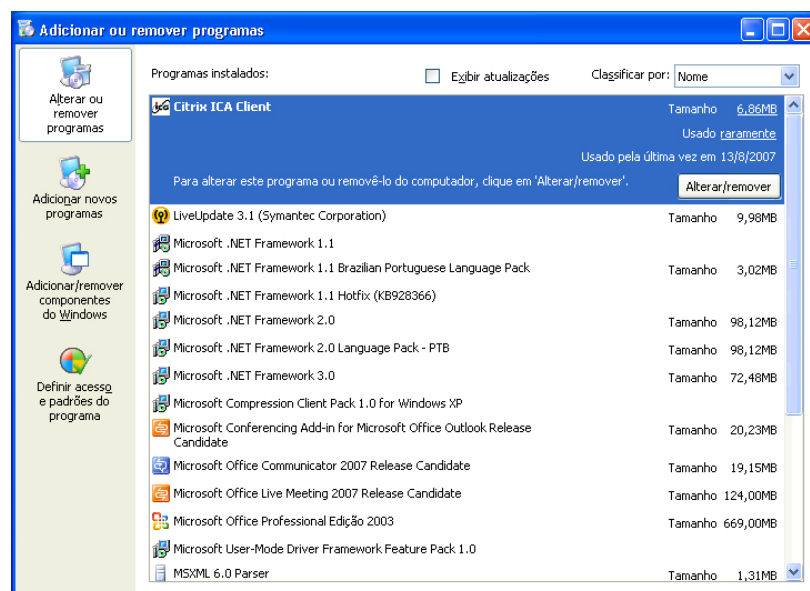 Adicionar ou remover programas
Alterar ou
remover
programas
Adicionar novos
programas
Adicionar/remover
componentes
do Windows
Definir acesso
e padrões do
programa
Programas instalados:
Exibir atualizações
Classificar por: Nome
Citrix ICA Client
Tamanho 6,86MB
Usado raramente
Usado pela última vez em 13/8/2007
Para alterar este programa ou removê-lo do computador, clique em 'Alterar/remover'.
Alterar/remover
LiveUpdate 3.1 (Symantec Corporation) Tamanho 9,98MB
Microsoft .NET Framework 1.1
Microsoft .NET Framework 1.1 Brazilian Portuguese Language Pack Tamanho 3,02MB
Microsoft .NET Framework 1.1 Hotfix (KB928366)
Microsoft .NET Framework 2.0 Tamanho 98,12MB
Microsoft .NET Framework 2.0 Language Pack - PTB Tamanho 98,12MB
Microsoft .NET Framework 3.0 Tamanho 72,48MB
Microsoft Compression Client Pack 1.0 for Windows XP
Microsoft Conferencing Add-in for Microsoft Office Outlook Release
Candidate Tamanho 20,23MB
Microsoft Office Communicator 2007 Release Candidate Tamanho 19,15MB
Microsoft Office Live Meeting 2007 Release Candidate Tamanho 124,00MB
Microsoft Office Professional Edição 2003 Tamanho 669,00MB
Microsoft User-Mode Driver Framework Feature Pack 1.0
MSXML 6.0 Parser Tamanho 1,31MB